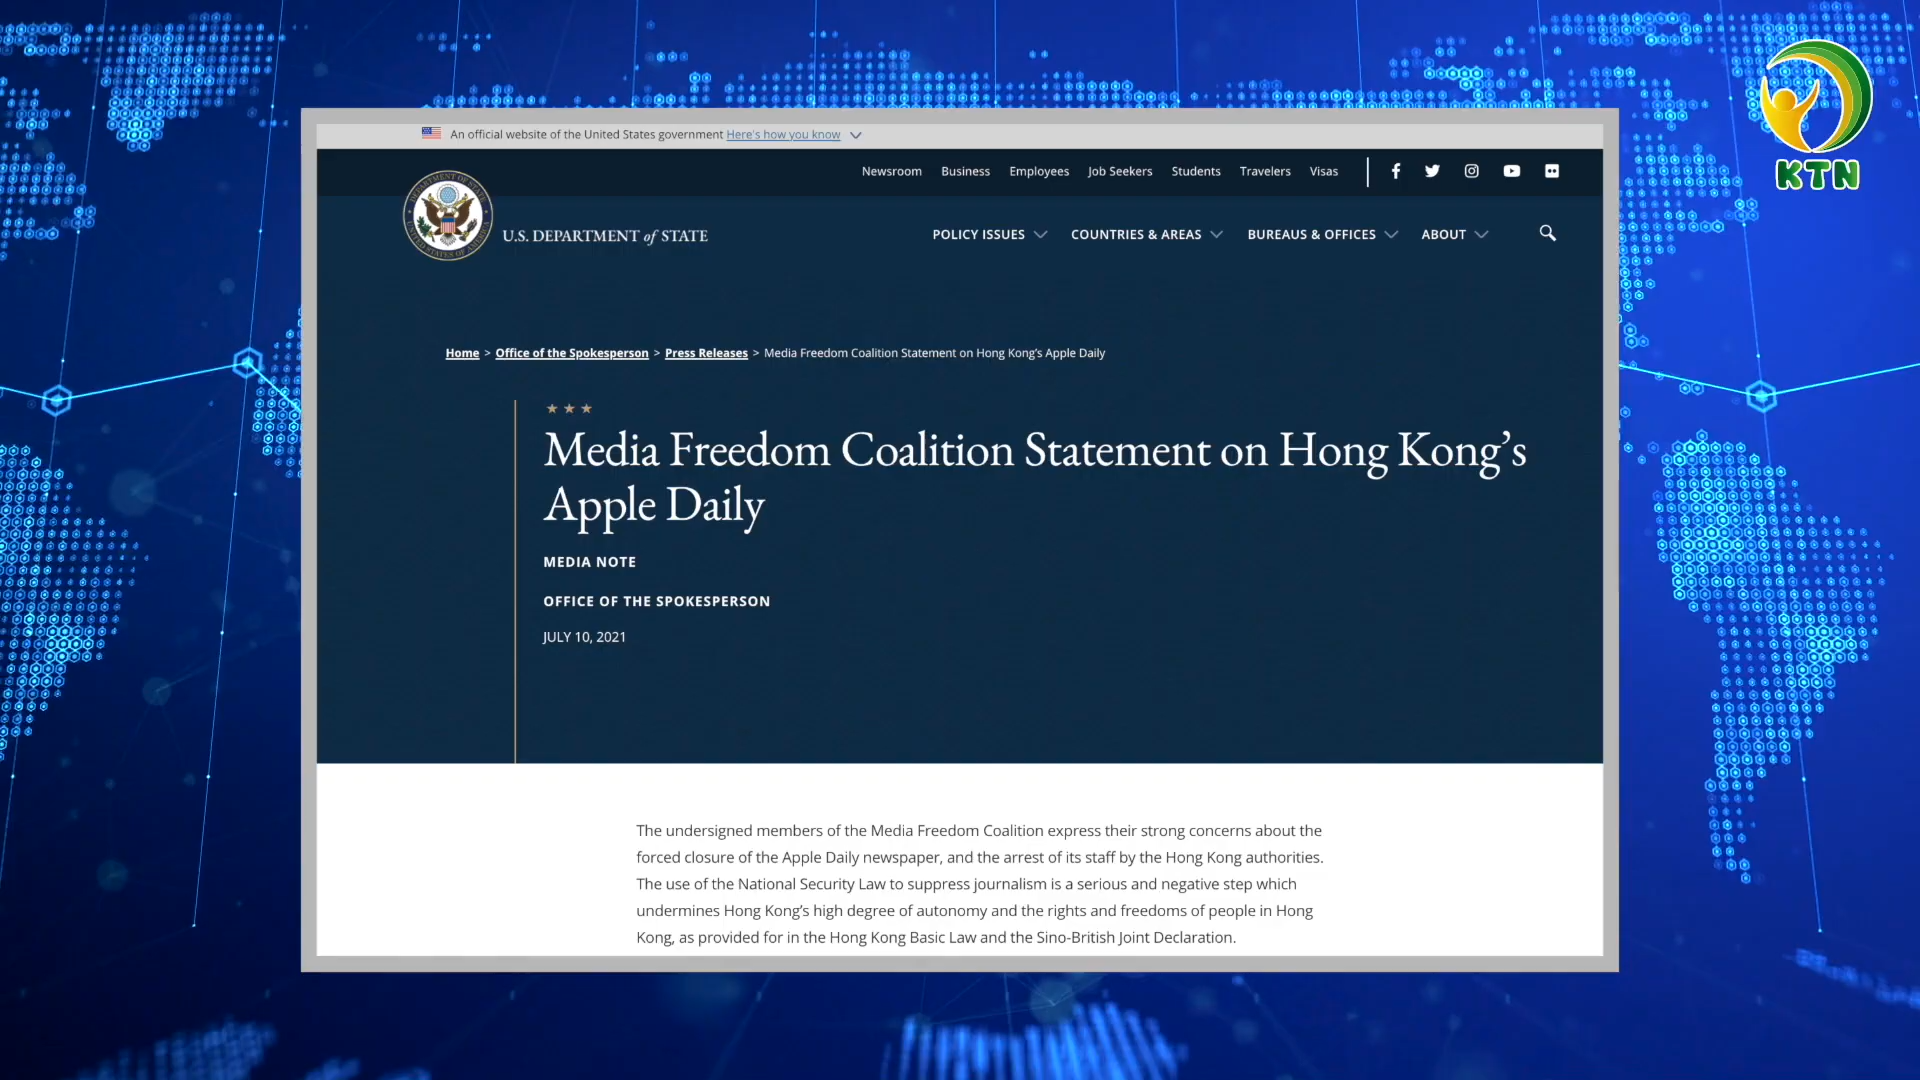 KTN
An official website of the United States government Here's how you know
Newsroom Business Employees Job Seekers Students Travelers Visas
U.S. DEPARTMENT of STATE
POLICY ISSUES COUNTRIES & AREAS BUREAUS & OFFICES ABOUT
Home > Office of the Spokesperson > Press Releases > Media Freedom Coalition Statement on Hong Kong's Apple Daily
Media Freedom Coalition Statement on Hong Kong’s
Apple Daily
MEDIA NOTE
OFFICE OF THE SPOKESPERSON
JULY 10, 2021
The undersigned members of the Media Freedom Coalition express their strong concerns about the
forced closure of the Apple Daily newspaper, and the arrest of its staff by the Hong Kong authorities.
The use of the National Security Law to suppress journalism is a serious and negative step which
undermines Hong Kong’s high degree of autonomy and the rights and freedoms of people in Hong
Kong, as provided for in the Hong Kong Basic Law and the Sino-British Joint Declaration.